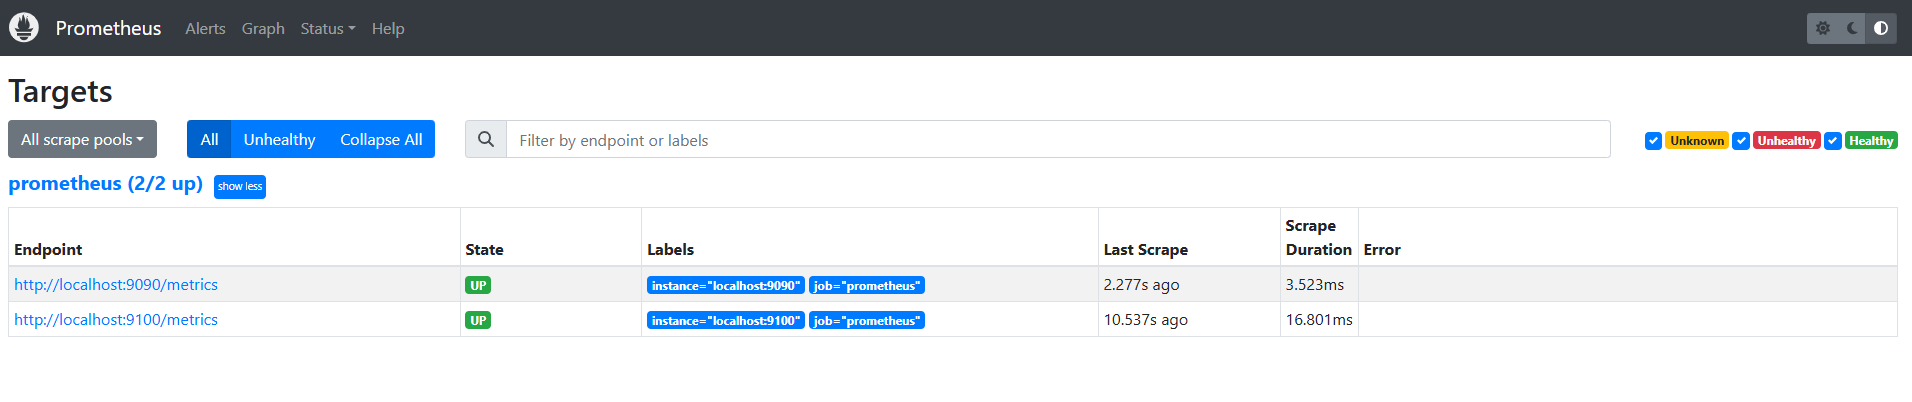 Prometheus Alerts Graph Status Help
Targets
All scrape pools All Unhealthy Collapse All Filter by endpoint or labels Unknown Unhealthy Healthy
prometheus (2/2 up) show less
Endpoint State Labels Last Scrape Scrape Duration Error
http://localhost:9090/metrics UP instance="localhost:9090" job="prometheus" 2.277s ago 3.523ms
http://localhost:9100/metrics UP instance="localhost:9100" job="prometheus" 10.537s ago 16.801ms